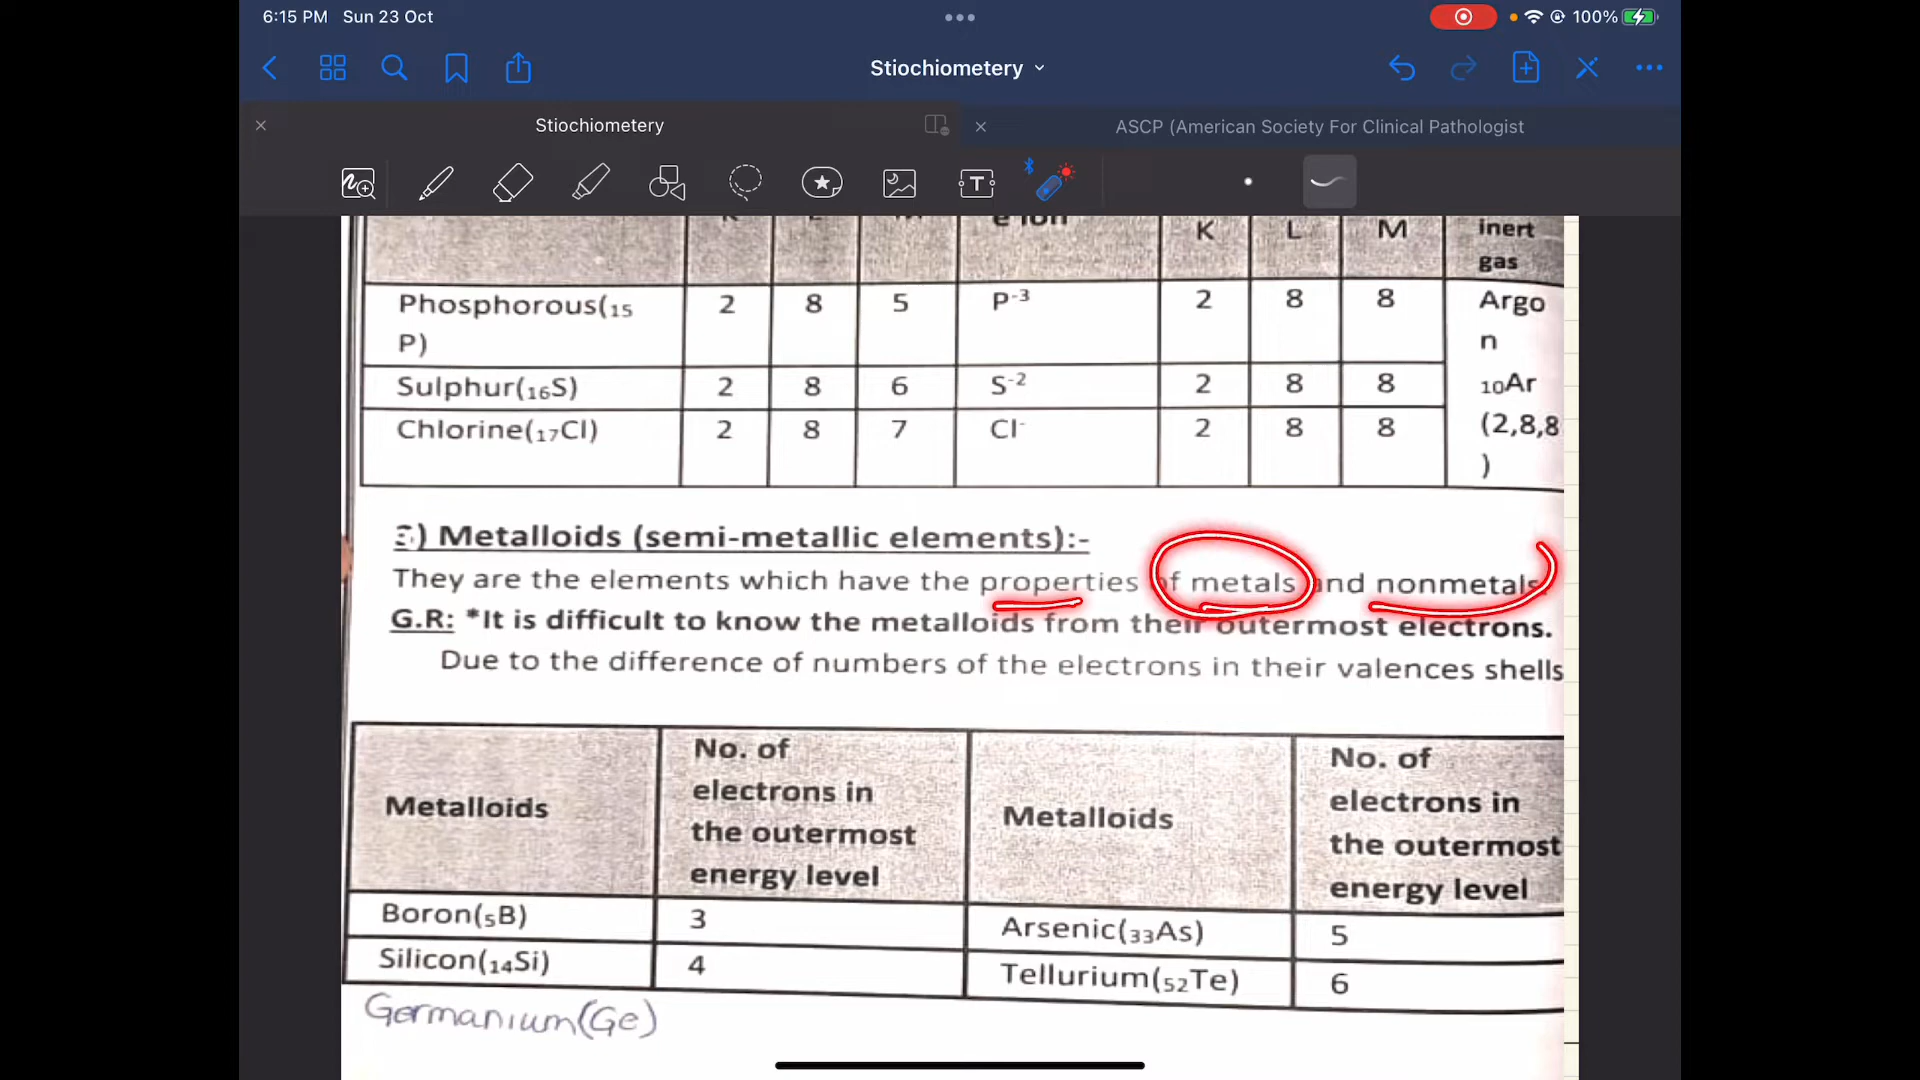 6:15 PM Sun 23 Oct
100%
Stiochiometery
Stiochiometery
ASCP (American Society For Clinical Pathologist
T
e ion K L M inert gas
Phosphorous(₁₅P) 2 8 5 P⁻³ 2 8 8 Argon
Sulphur(₁₆S) 2 8 6 S⁻² 2 8 8 ₁₀Ar
Chlorine(₁₇Cl) 2 8 7 Cl⁻ 2 8 8 (2,8,8)
3) Metalloids (semi-metallic elements):-
They are the elements which have the properties of metals and nonmetals.
G.R: *It is difficult to know the metalloids from their outermost electrons.
Due to the difference of numbers of the electrons in their valences shells
Metalloids No. of electrons in the outermost energy level Metalloids No. of electrons in the outermost energy level
Boron(₅B) 3 Arsenic(₃₃As) 5
Silicon(₁₄Si) 4 Tellurium(₅₂Te) 6
Germanium(Ge)